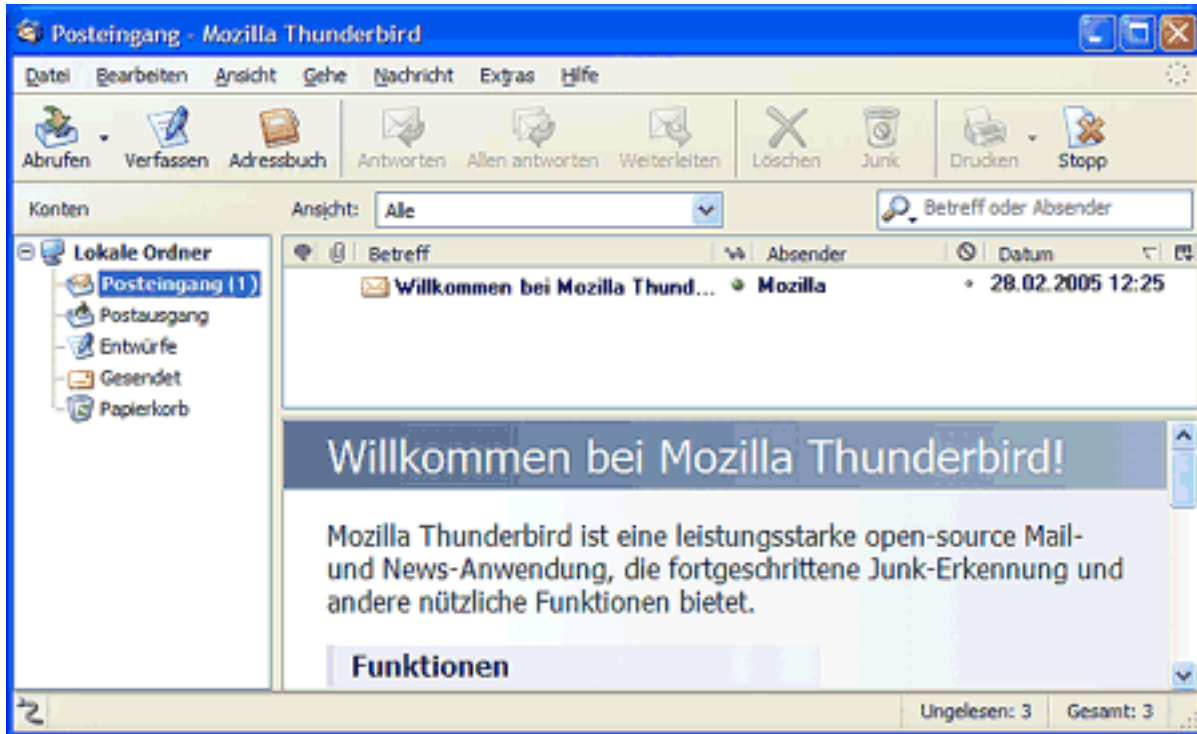 Posteingang - Mozilla Thunderbird
Datei Bearbeiten Ansicht Gehe Nachricht Extras Hilfe
Abrufen Verfassen Adressbuch Antworten Allen antworten Weiterleiten Löschen Junk Drucken Stopp
Konten Ansicht: Alle Betreff oder Absender
Lokale Ordner
Posteingang (1)
Postausgang
Entwürfe
Gesendet
Papierkorb
Betreff Absender Datum
Willkommen bei Mozilla Thund... Mozilla 28.02.2005 12:25
Willkommen bei Mozilla Thunderbird!
Mozilla Thunderbird ist eine leistungsstarke open-source Mail-
und News-Anwendung, die fortgeschrittene Junk-Erkennung und
andere nützliche Funktionen bietet.
Funktionen
Ungelesen: 3 Gesamt: 3